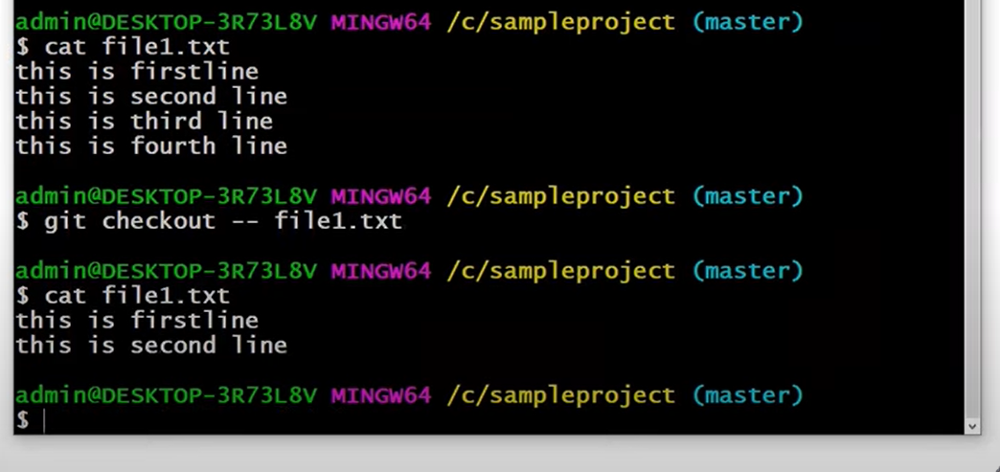 admin@DESKTOP-3R73L8V MINGW64 /c/sampleproject (master)
$ cat file1.txt
this is firstline
this is second line
this is third line
this is fourth line
admin@DESKTOP-3R73L8V MINGW64 /c/sampleproject (master)
$ git checkout -- file1.txt
admin@DESKTOP-3R73L8V MINGW64 /c/sampleproject (master)
$ cat file1.txt
this is firstline
this is second line
admin@DESKTOP-3R73L8V MINGW64 /c/sampleproject (master)
$